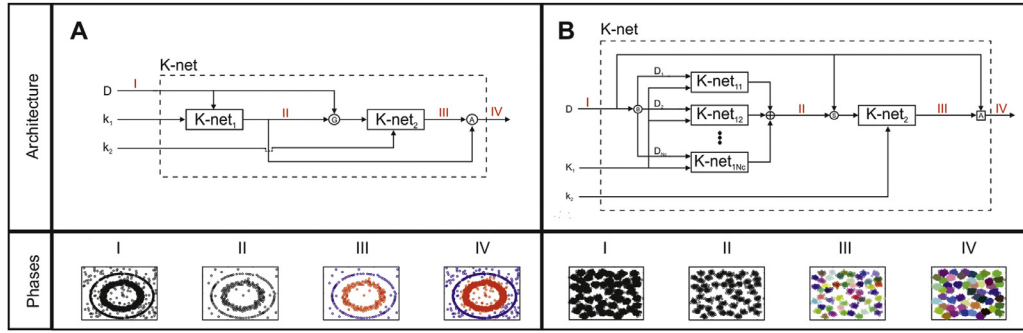 Architecture
A
K-net
D
I
k1
K-net1
II
G
K-net2
III
A
IV
k2
B
K-net
D
I
D1
K-net11
D2
K-net12
DNc
K-net1Nc
K1
II
S
K-net2
III
A
IV
k2
Phases
I II III IV
I II III IV